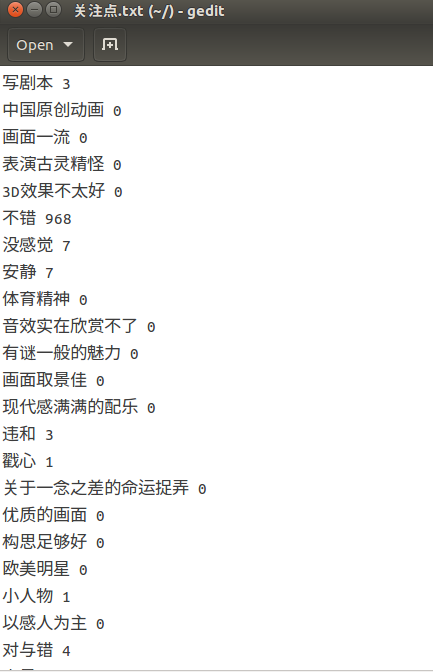 关注点.txt (~/) - gedit
Open
写剧本 3
中国原创动画 0
画面一流 0
表演古灵精怪 0
3D效果不太好 0
不错 968
没感觉 7
安静 7
体育精神 0
音效实在欣赏不了 0
有谜一般的魅力 0
画面取景佳 0
现代感满满的配乐 0
违和 3
戳心 1
关于一念之差的命运捉弄 0
优质的画面 0
构思足够好 0
欧美明星 0
小人物 1
以感人为主 0
对与错 4